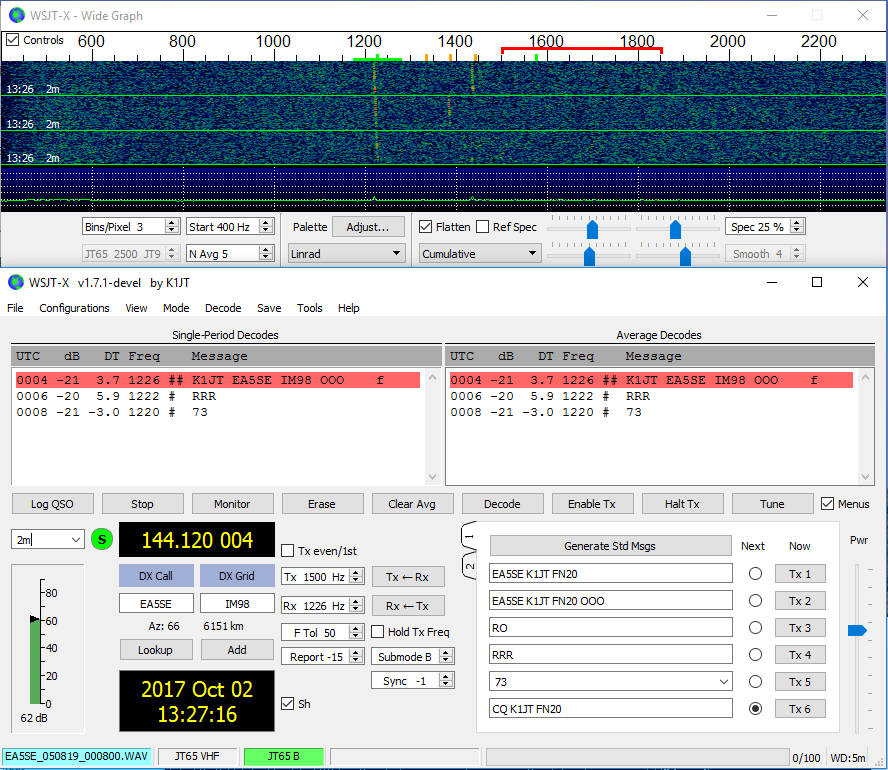 WSJT-X - Wide Graph
Controls 600 800 1000 1200 1400 1600 1800 2000 2200
13:26 2m
13:26 2m
13:26 2m
Bins/Pixel 3 Start 400 Hz Palette Adjust... Flatten Ref Spec Spec 25 %
JT65 2500 JT9 N Avg 5 Linrad Cumulative Smooth 4
WSJT-X v1.7.1-devel by K1JT
File Configurations View Mode Decode Save Tools Help
Single-Period Decodes Average Decodes
UTC dB DT Freq Message UTC dB DT Freq Message
0004 -21 3.7 1226 ## K1JT EA5SE IM98 OOO f 0004 -21 3.7 1226 ## K1JT EA5SE IM98 OOO f
0006 -20 5.9 1222 # RRR 0006 -20 5.9 1222 # RRR
0008 -21 -3.0 1220 # 73 0008 -21 -3.0 1220 # 73
Log QSO Stop Monitor Erase Clear Avg Decode Enable Tx Halt Tx Tune Menus
2m S 144.120 004 Tx even/1st 1 Generate Std Msgs Next Now Pwr
DX Call DX Grid Tx 1500 Hz Tx ← Rx 2 EA5SE K1JT FN20 Tx 1
80 EA5SE IM98 Rx 1226 Hz Rx ← Tx EA5SE K1JT FN20 OOO Tx 2
60 Az: 66 6151 km F Tol 50 Hold Tx Freq RO Tx 3
40 Lookup Add Report -15 Submode B RRR Tx 4
20 2017 Oct 02 Sync -1 73 Tx 5
0 13:27:16 Sh CQ K1JT FN20 Tx 6
62 dB
EA5SE_050819_000800.WAV JT65 VHF JT65 B 0/100 WD:5m